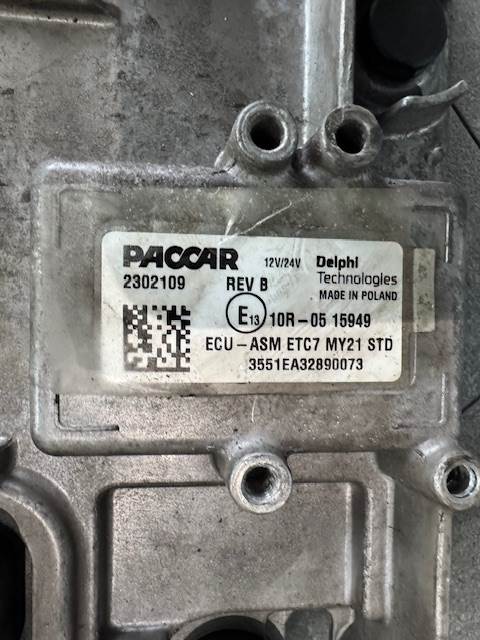 PACCAR 12V/24V Delphi
Technologies
2302109 REV B MADE IN POLAND
E13 10R-05 15949
ECU-ASM ETC7 MY21 STD
3551EA32890073